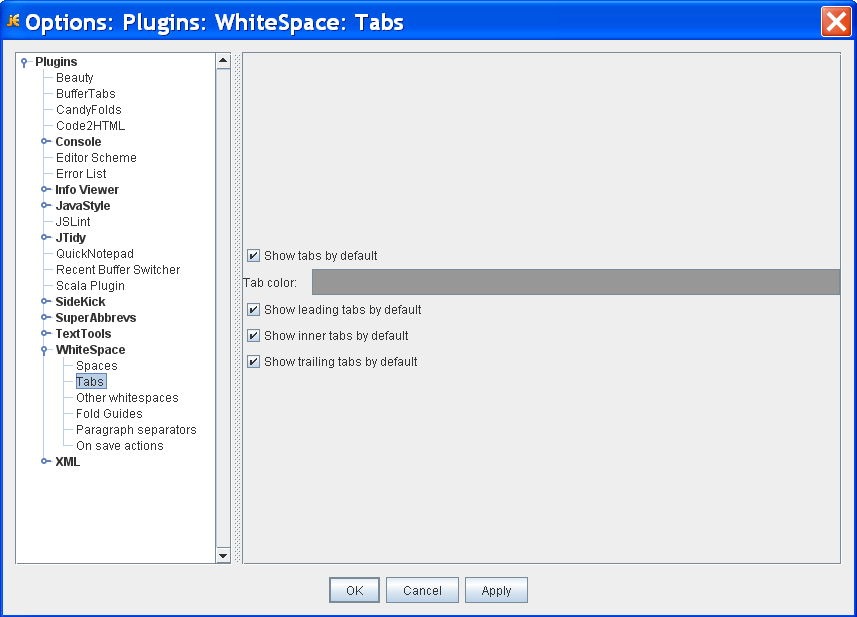 Options: Plugins: WhiteSpace: Tabs
Plugins
Beauty
BufferTabs
CandyFolds
Code2HTML
Console
Editor Scheme
Error List
Info Viewer
JavaStyle
JSLint
JTidy
QuickNotepad
Recent Buffer Switcher
Scala Plugin
SideKick
SuperAbbrevs
TextTools
WhiteSpace
Spaces
Tabs
Other whitespaces
Fold Guides
Paragraph separators
On save actions
XML
Show tabs by default
Tab color:
Show leading tabs by default
Show inner tabs by default
Show trailing tabs by default
OK Cancel Apply